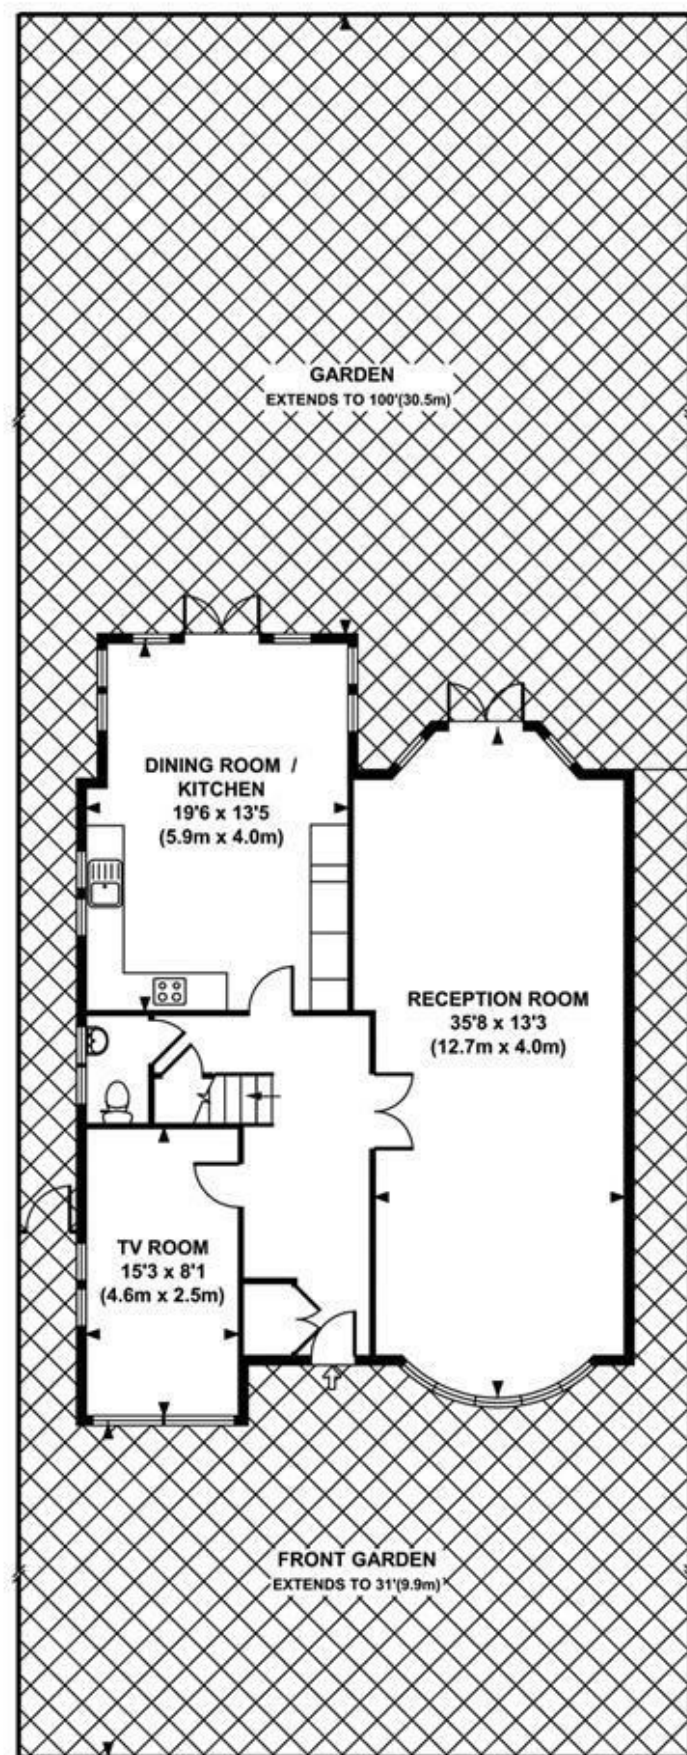 GARDEN
EXTENDS TO 100'(30.5m)
DINING ROOM /
KITCHEN
19'6 x 13'5
(5.9m x 4.0m)
RECEPTION ROOM
35'8 x 13'3
(12.7m x 4.0m)
TV ROOM
15'3 x 8'1
(4.6m x 2.5m)
FRONT GARDEN
EXTENDS TO 31'(9.9m)